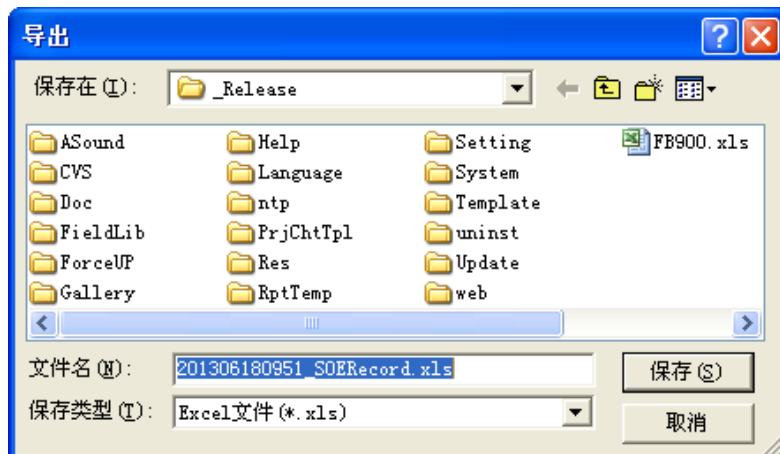 导出
保存在(I): _Release
ASound Help Setting FB900.xls
CVS Language System
Doc ntp Template
FieldLib PrjChtTpl uninst
ForceUP Res Update
Gallery RptTemp web
文件名(N): 201306180951_SOERecord.xls 保存(S)
保存类型(T): Excel文件(*.xls) 取消